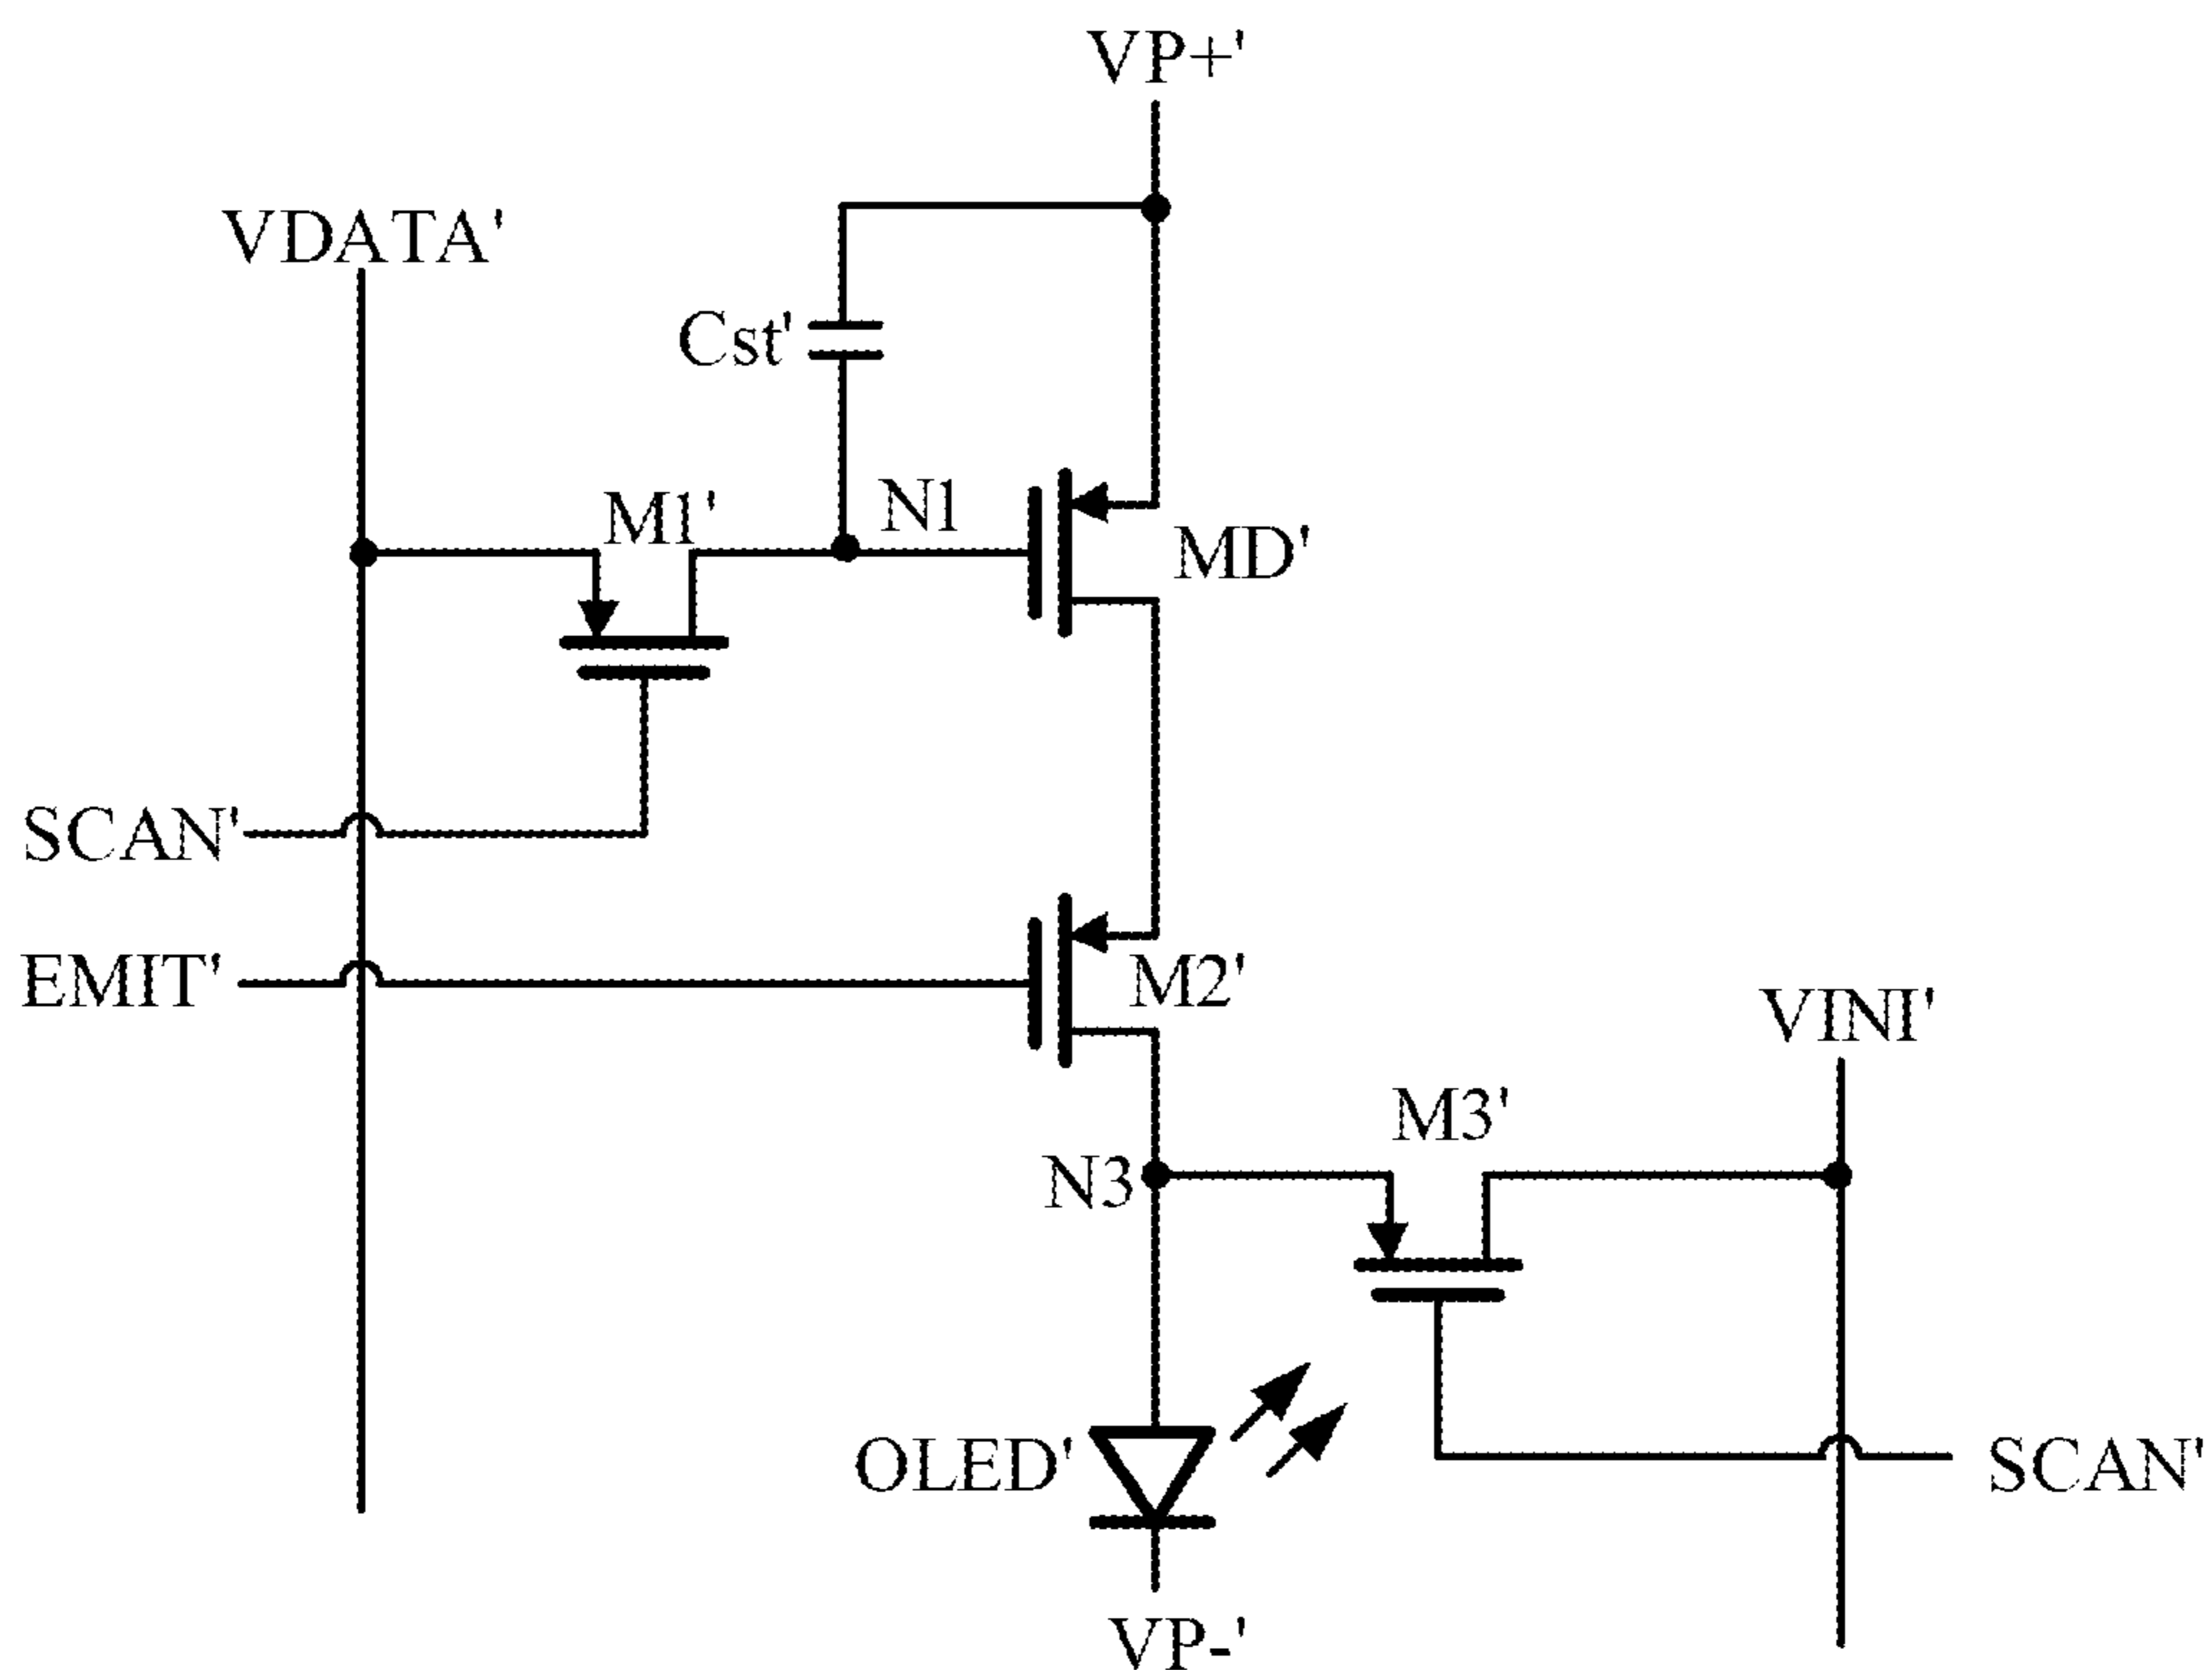 VP+'
VDATA'
Cst'
M1'
N1
MD'
SCAN'
EMIT'
M2'
VINI'
M3'
N3
OLED'
SCAN'
VP-'